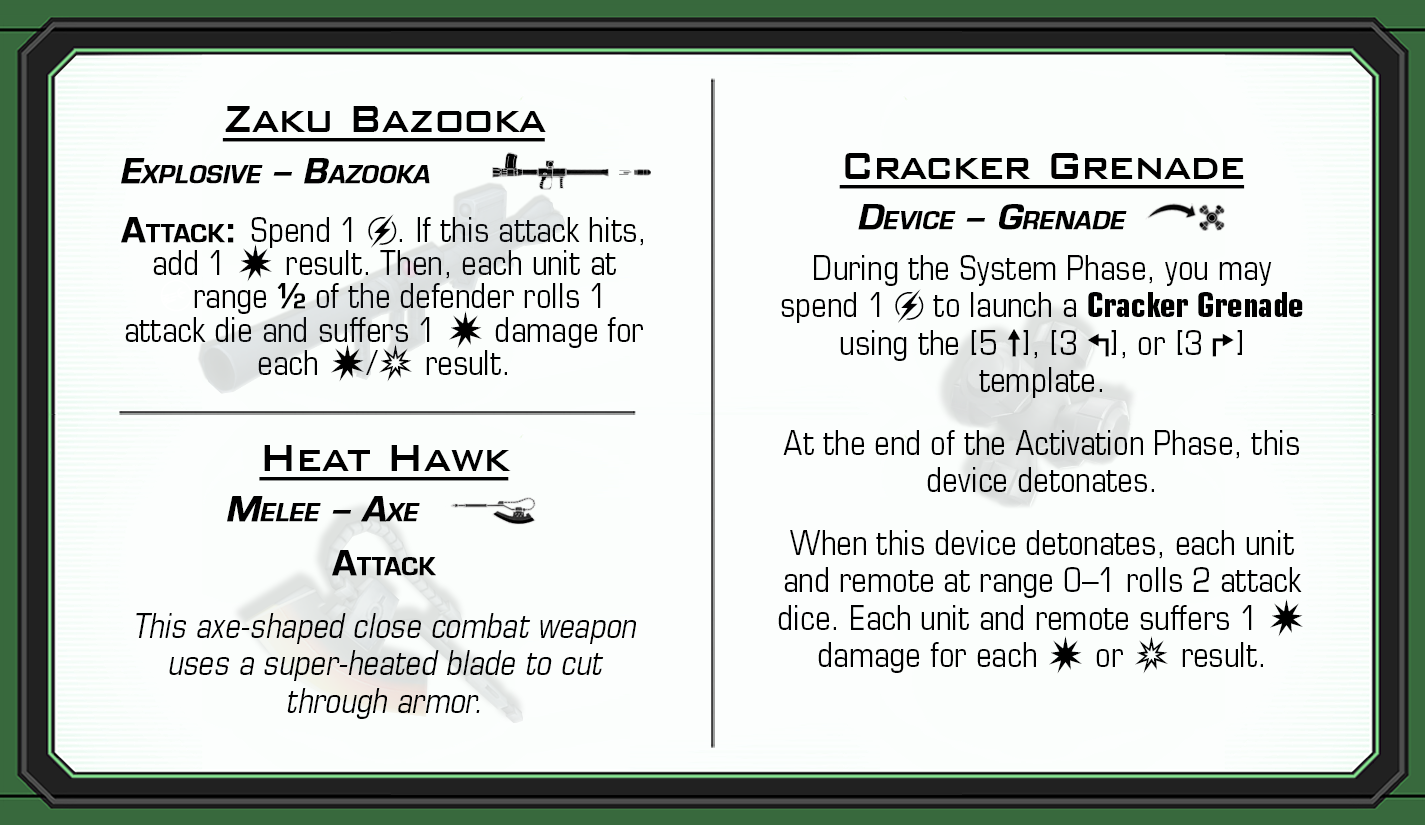 ZAKU BAZOOKA
EXPLOSIVE – BAZOOKA
ATTACK: Spend 1 . If this attack hits,
add 1 result. Then, each unit at
range ½ of the defender rolls 1
attack die and suffers 1 damage for
each / result.
HEAT HAWK
MELEE – AXE
ATTACK
This axe-shaped close combat weapon
uses a super-heated blade to cut
through armor.
CRACKER GRENADE
DEVICE – GRENADE
During the System Phase, you may
spend 1 to launch a Cracker Grenade
using the [5 ↑], [3 ↰], or [3 ↱]
template.
At the end of the Activation Phase, this
device detonates.
When this device detonates, each unit
and remote at range 0–1 rolls 2 attack
dice. Each unit and remote suffers 1
damage for each or result.